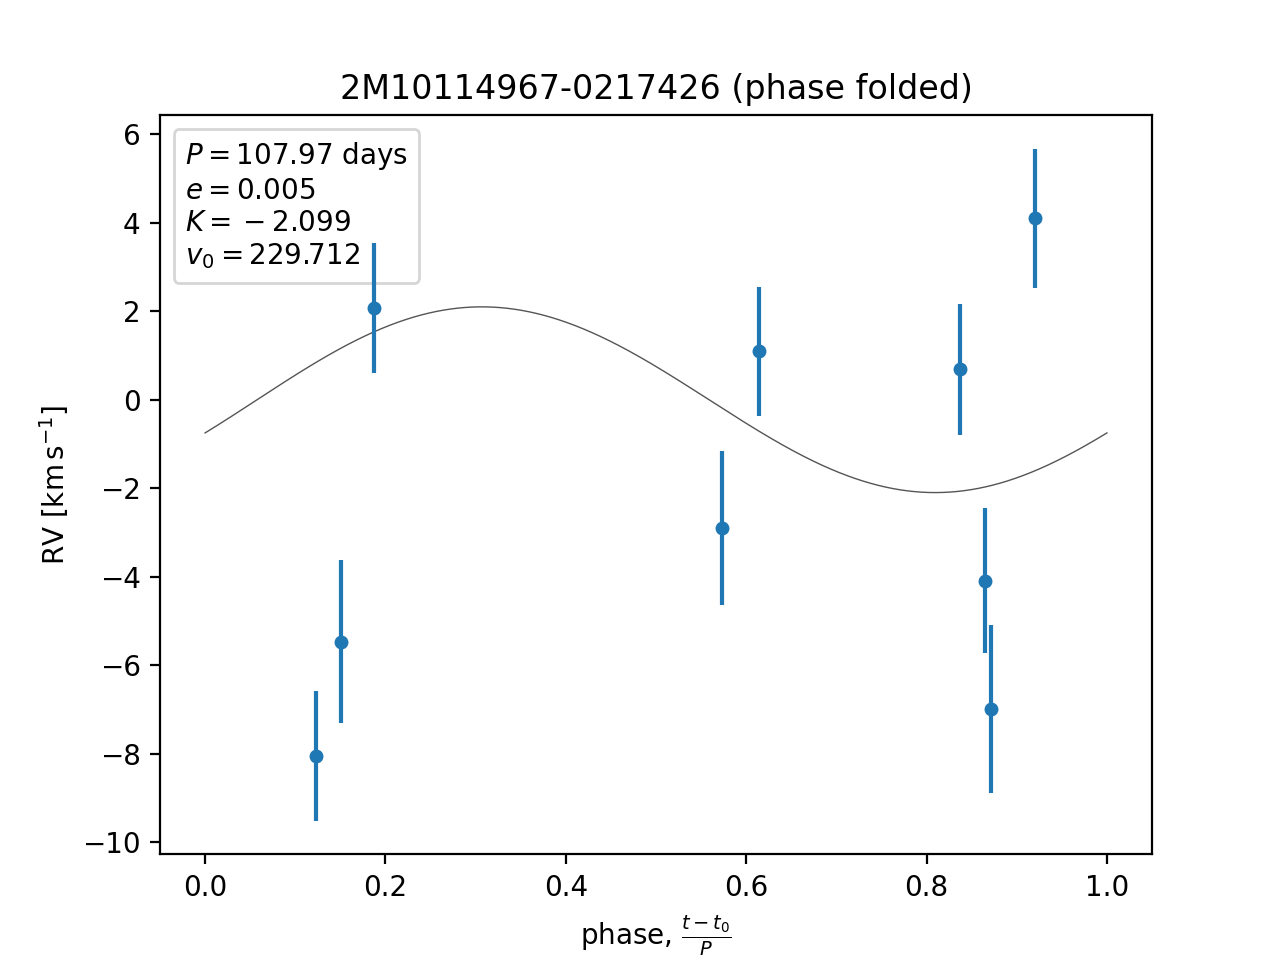 2M10114967-0217426 (phase folded)
P = 107.97 days
e = 0.005
K = −2.099
v₀ = 229.712
RV [km s⁻¹]
6
4
2
0
−2
−4
−6
−8
−10
0.0 0.2 0.4 0.6 0.8 1.0
phase, (t − t₀)/P